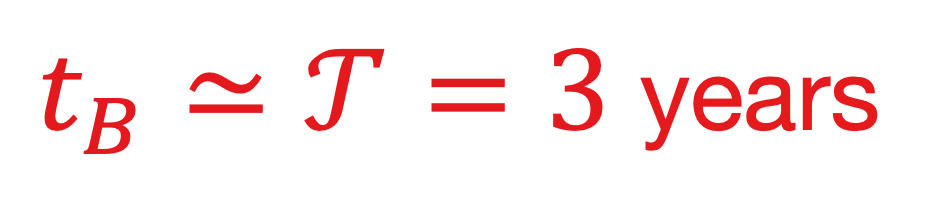 t_B ≃ 𝒯 = 3 years